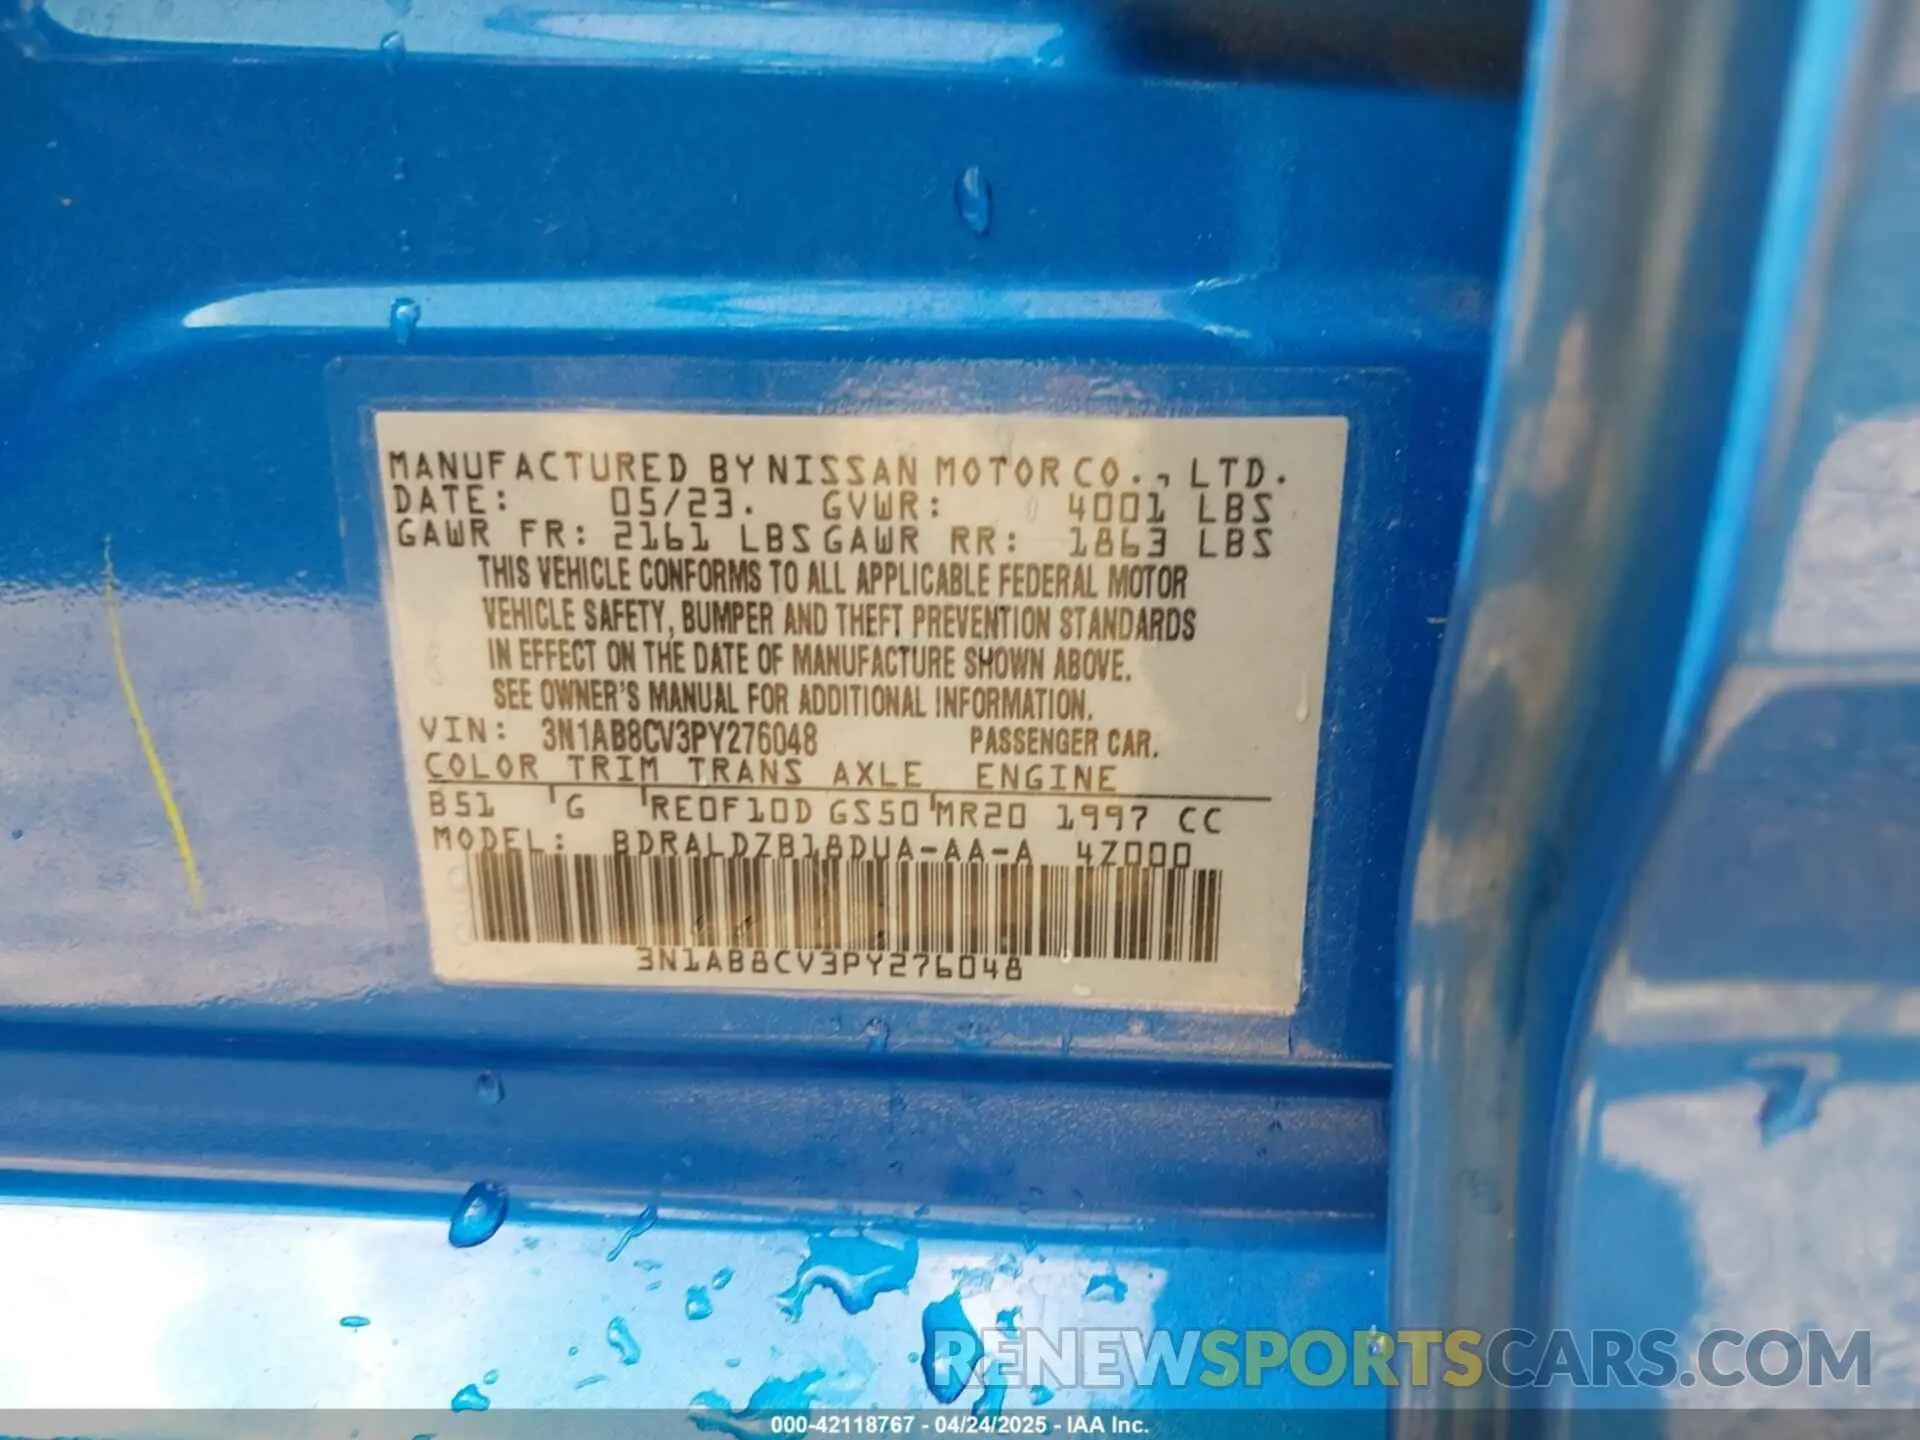 MANUFACTURED BY NISSAN MOTOR CO., LTD.
DATE: 05/23. GVWR: 4001 LBS
GAWR FR: 2161 LBS GAWR RR: 1863 LBS
THIS VEHICLE CONFORMS TO ALL APPLICABLE FEDERAL MOTOR
VEHICLE SAFETY, BUMPER AND THEFT PREVENTION STANDARDS
IN EFFECT ON THE DATE OF MANUFACTURE SHOWN ABOVE.
SEE OWNER'S MANUAL FOR ADDITIONAL INFORMATION.
VIN: 3N1AB8CV3PY276048 PASSENGER CAR.
COLOR TRIM TRANS AXLE ENGINE
B51 G RE0F10D GS50 MR20 1997 CC
MODEL: BDRALDZB18DUA-AA-A 4Z000
3N1AB8CV3PY276048
RENEWSPORTSCARS.COM
000-42118767 - 04/24/2025 - IAA Inc.